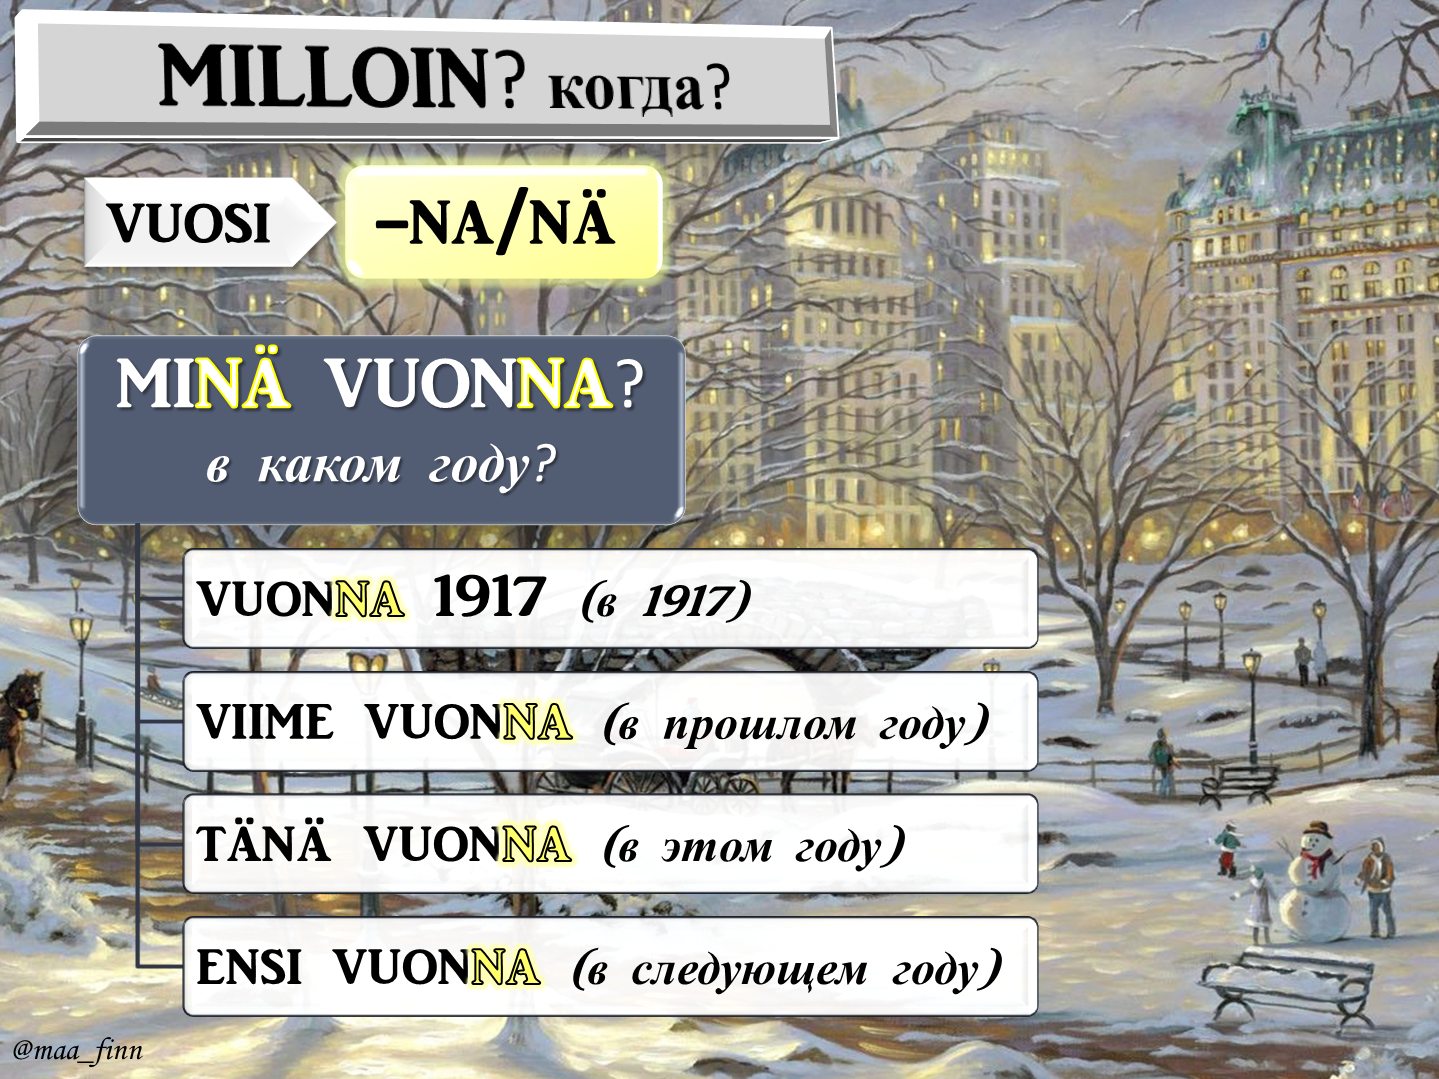 MILLOIN? когда?
VUOSI
–NA/NÄ
MINÄ VUONNA?
в каком году?
VUONNA 1917 (в 1917)
VIIME VUONNA (в прошлом году)
TÄNÄ VUONNA (в этом году)
ENSI VUONNA (в следующем году)
@maa_finn